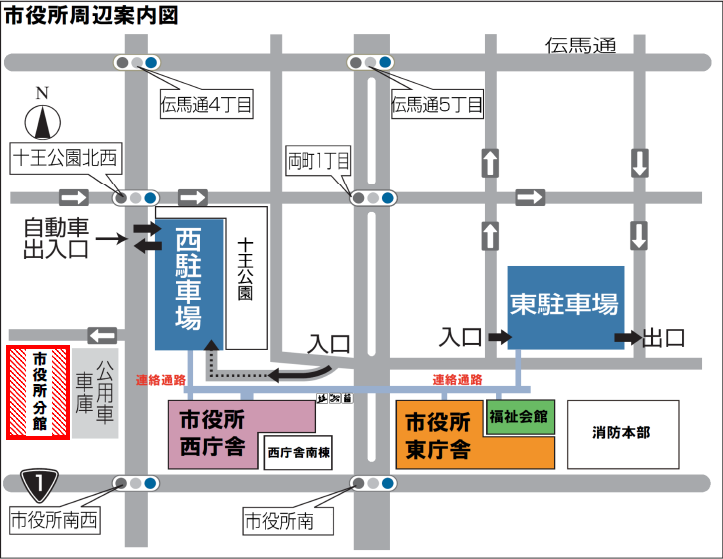 市役所周辺案内図
伝馬通
伝馬通4丁目
伝馬通5丁目
N
十王公園北西
両町1丁目
自動車
出入口
西駐車場
十王公園
東駐車場
入口
入口
出口
市役所分館
公用車
車庫
連絡通路
連絡通路
市役所
西庁舎
西庁舎南棟
市役所
東庁舎
福祉会館
消防本部
1
市役所南西
市役所南